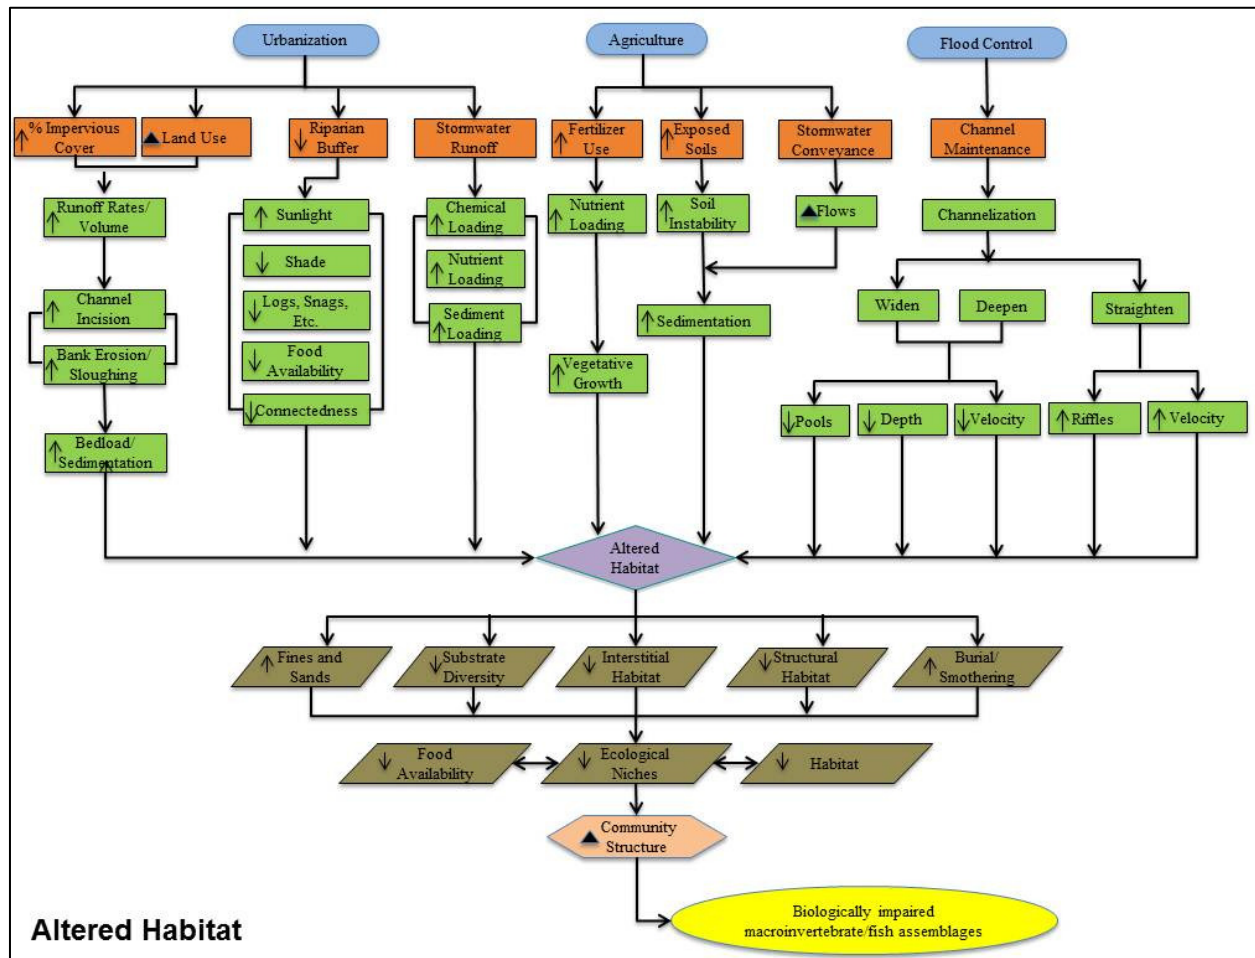 Urbanization
Agriculture
Flood Control
% Impervious
Cover
Land Use
Riparian
Buffer
Stormwater
Runoff
Fertilizer
Use
Exposed
Soils
Stormwater
Conveyance
Channel
Maintenance
Runoff Rates/
Volume
Sunlight
Chemical
Loading
Nutrient
Loading
Soil
Instability
Flows
Channelization
Shade
Nutrient
Loading
Channel
Incision
Logs, Snags,
Etc.
Sediment
Loading
Sedimentation
Widen
Deepen
Straighten
Bank Erosion/
Sloughing
Food
Availability
Vegetative
Growth
Connectedness
Pools
Depth
Velocity
Riffles
Velocity
Bedload/
Sedimentation
Altered
Habitat
Fines and
Sands
Substrate
Diversity
Interstitial
Habitat
Structural
Habitat
Burial/
Smothering
Food
Availability
Ecological
Niches
Habitat
Community
Structure
Biologically impaired
macroinvertebrate/fish assemblages
Altered Habitat